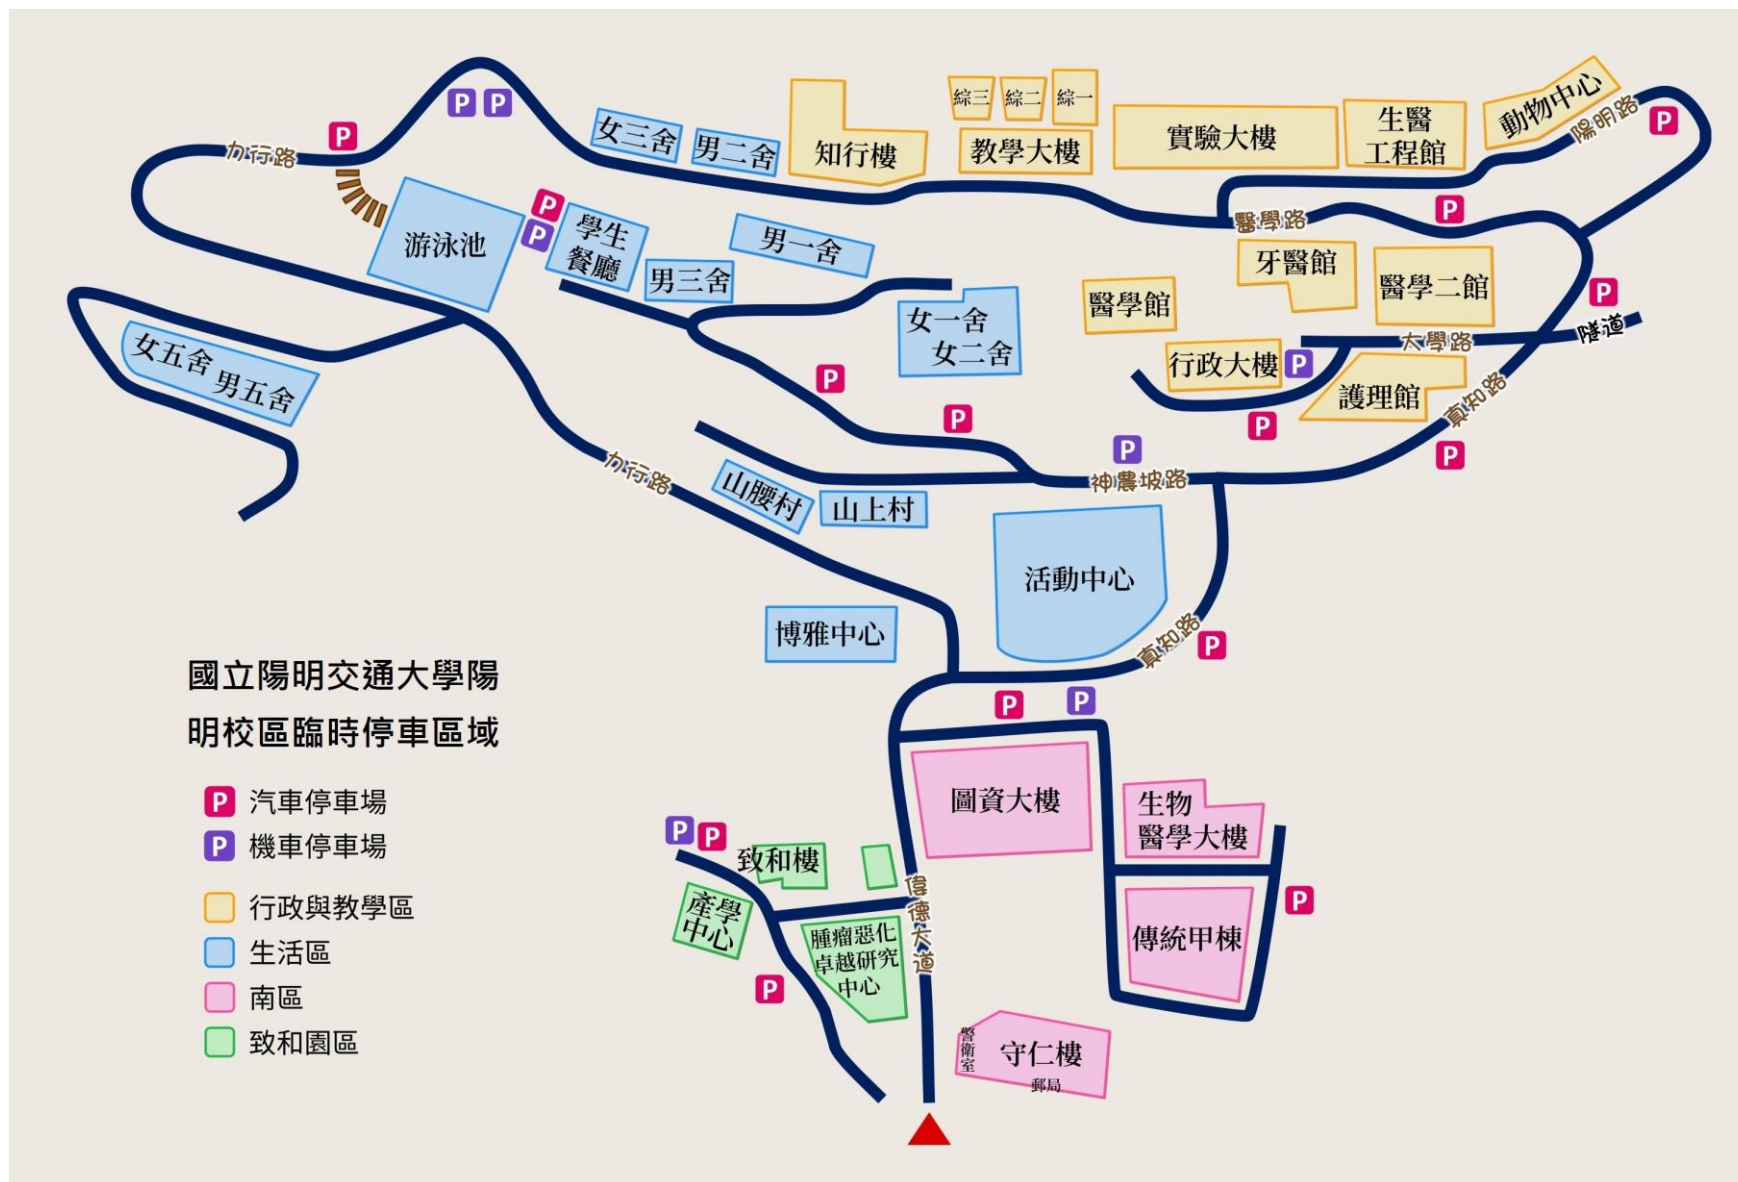 P
P
P
女三舍
男二舍
知行樓
綜三
綜二
綜一
教學大樓
實驗大樓
生醫
工程館
動物中心
陽明路
P
力行路
游泳池
P
P
學生
餐廳
男三舍
男一舍
醫學路
P
牙醫館
醫學二館
醫學館
P
女一舍
女二舍
女五舍
男五舍
行政大樓
P
大學路
隧道
護理館
真知路
P
P
P
P
P
神農坡路
力行路
山腰村
山上村
活動中心
博雅中心
真知路
P
國立陽明交通大學陽
明校區臨時停車區域
P
P
圖資大樓
生物
醫學大樓
P 汽車停車場
P 機車停車場
行政與教學區
生活區
南區
致和園區
P
P
致和樓
產學
中心
腫瘤惡化
卓越研究
中心
偉德大道
P
傳統甲棟
P
警衛室
守仁樓
郵局